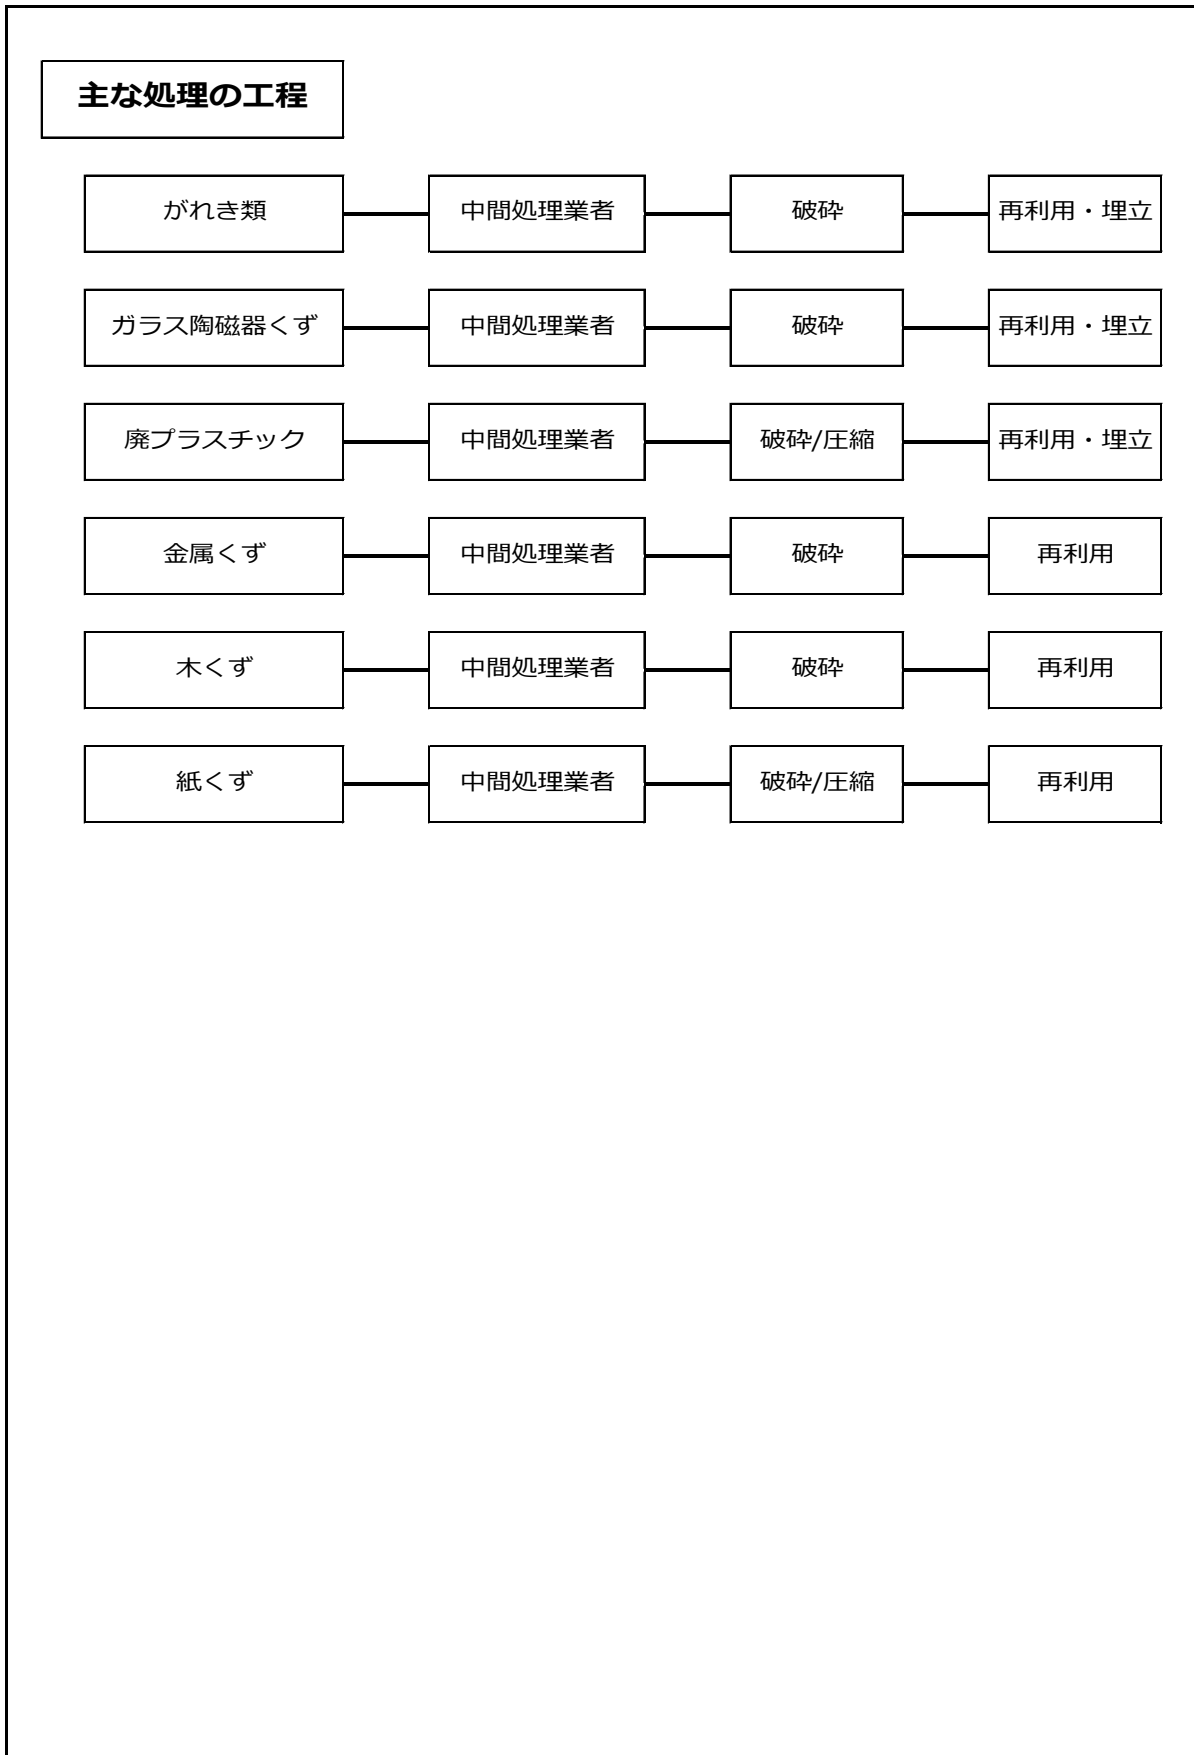 主な処理の工程
がれき類 中間処理業者 破砕 再利用・埋立
ガラス陶磁器くず 中間処理業者 破砕 再利用・埋立
廃プラスチック 中間処理業者 破砕/圧縮 再利用・埋立
金属くず 中間処理業者 破砕 再利用
木くず 中間処理業者 破砕 再利用
紙くず 中間処理業者 破砕/圧縮 再利用